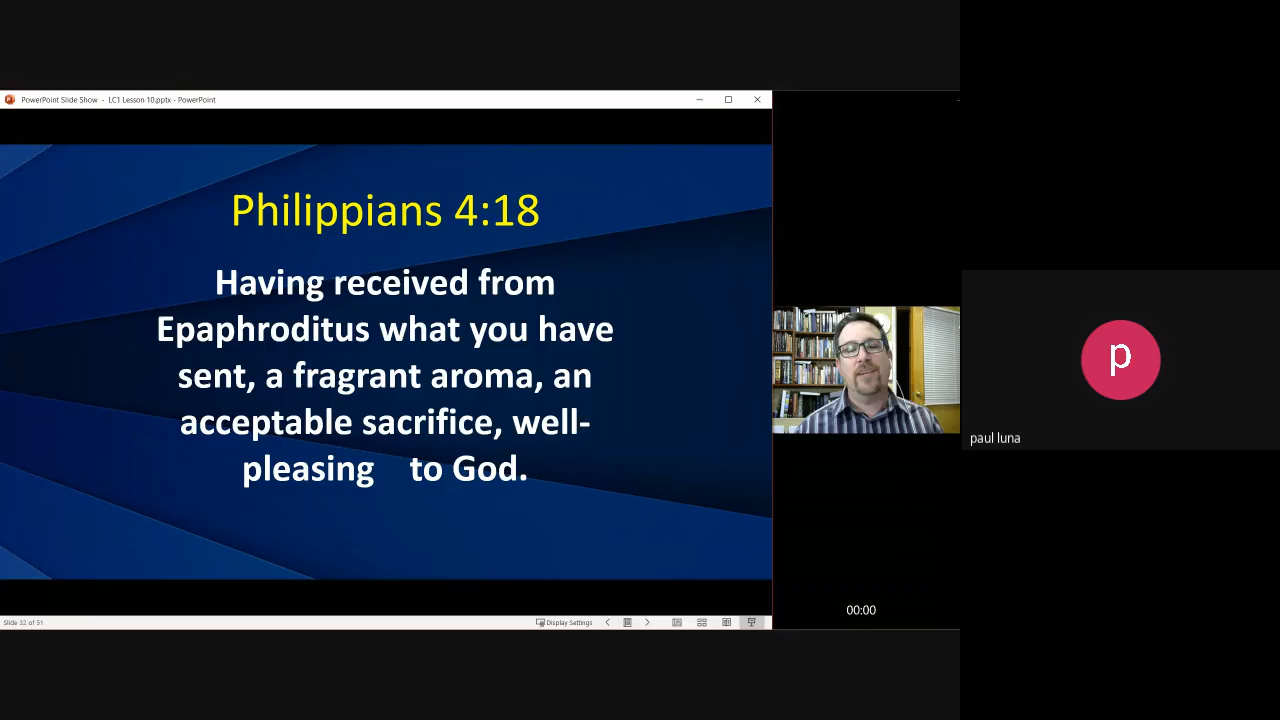 PowerPoint Slide Show - LC1 Lesson 10.pptx - PowerPoint
Philippians 4:18
Having received from
Epaphroditus what you have
sent, a fragrant aroma, an
acceptable sacrifice, well-
pleasing to God.
p
paul luna
00:00
Slide 32 of 51
Display Settings